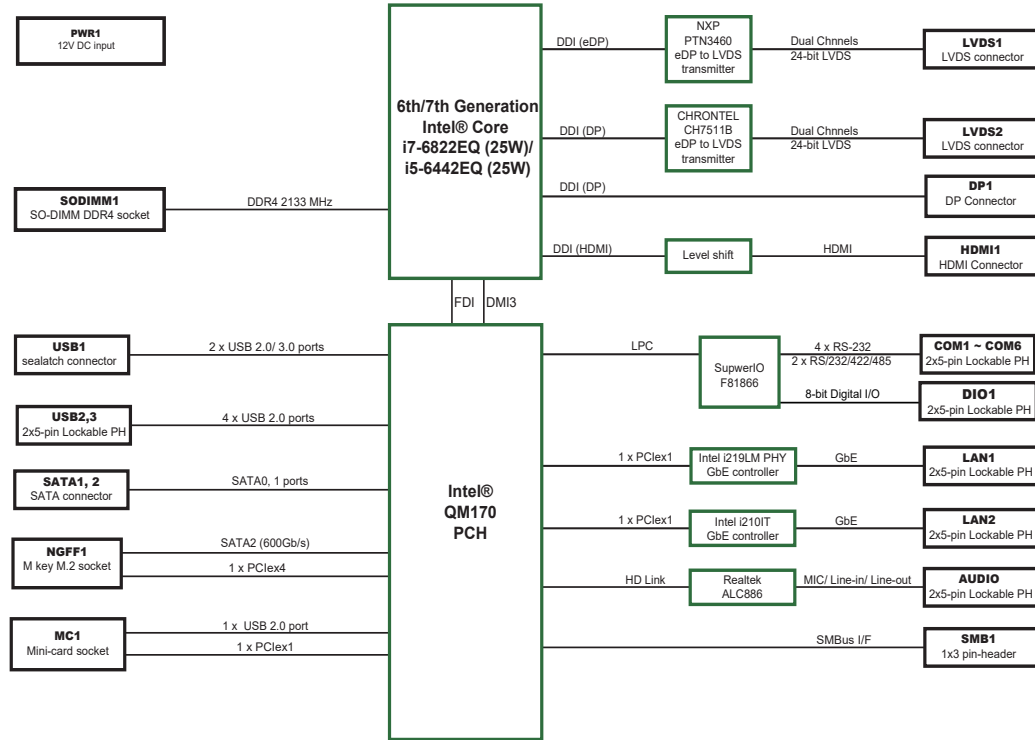 PWR1
12V DC input
SODIMM1
SO-DIMM DDR4 socket
DDR4 2133 MHz
6th/7th Generation
Intel® Core
i7-6822EQ (25W)/
i5-6442EQ (25W)
DDI (eDP)
NXP
PTN3460
eDP to LVDS
transmitter
Dual Chnnels
24-bit LVDS
LVDS1
LVDS connector
DDI (DP)
CHRONTEL
CH7511B
eDP to LVDS
transmitter
Dual Chnnels
24-bit LVDS
LVDS2
LVDS connector
DDI (DP)
DP1
DP Connector
DDI (HDMI)
Level shift
HDMI
HDMI1
HDMI Connector
FDI
DMI3
USB1
sealatch connector
2 x USB 2.0/ 3.0 ports
USB2,3
2x5-pin Lockable PH
4 x USB 2.0 ports
SATA1, 2
SATA connector
SATA0, 1 ports
NGFF1
M key M.2 socket
SATA2 (600Gb/s)
1 x PCIex4
MC1
Mini-card socket
1 x USB 2.0 port
1 x PCIex1
Intel®
QM170
PCH
LPC
SupwerIO
F81866
4 x RS-232
2 x RS/232/422/485
COM1 ~ COM6
2x5-pin Lockable PH
8-bit Digital I/O
DIO1
2x5-pin Lockable PH
1 x PCIex1
Intel i219LM PHY
GbE controller
GbE
LAN1
2x5-pin Lockable PH
1 x PCIex1
Intel i210IT
GbE controller
GbE
LAN2
2x5-pin Lockable PH
HD Link
Realtek
ALC886
MIC/ Line-in/ Line-out
AUDIO
2x5-pin Lockable PH
SMBus I/F
SMB1
1x3 pin-header